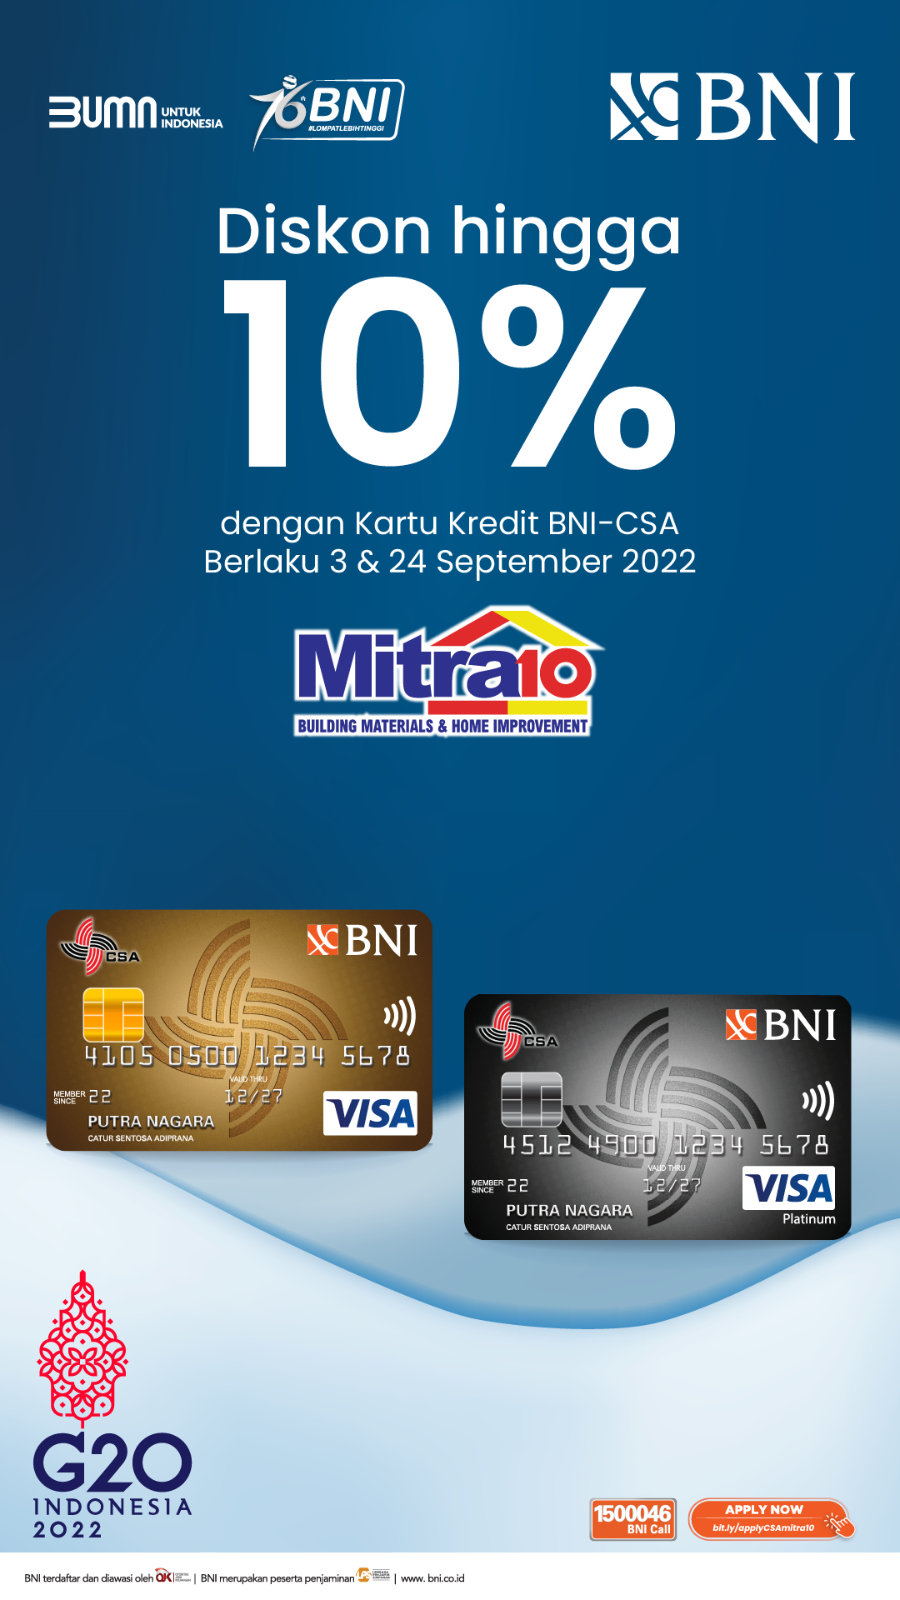 BUMN UNTUK INDONESIA
76th BNI
#LOMPATLEBIHTINGGI
BNI
Diskon hingga
10%
dengan Kartu Kredit BNI-CSA
Berlaku 3 & 24 September 2022
Mitra10
BUILDING MATERIALS & HOME IMPROVEMENT
CSA
BNI
4105 0500 1234 5678
VALID THRU
MEMBER SINCE 22
12/27
PUTRA NAGARA
CATUR SENTOSA ADIPRANA
VISA
CSA
BNI
4512 4900 1234 5678
VALID THRU
MEMBER SINCE 22
12/27
PUTRA NAGARA
CATUR SENTOSA ADIPRANA
VISA
Platinum
G20
INDONESIA
2022
1500046
BNI Call
APPLY NOW
bit.ly/applyCSAmitra10
BNI terdaftar dan diawasi oleh OJK | BNI merupakan peserta penjaminan LPS | www. bni.co.id